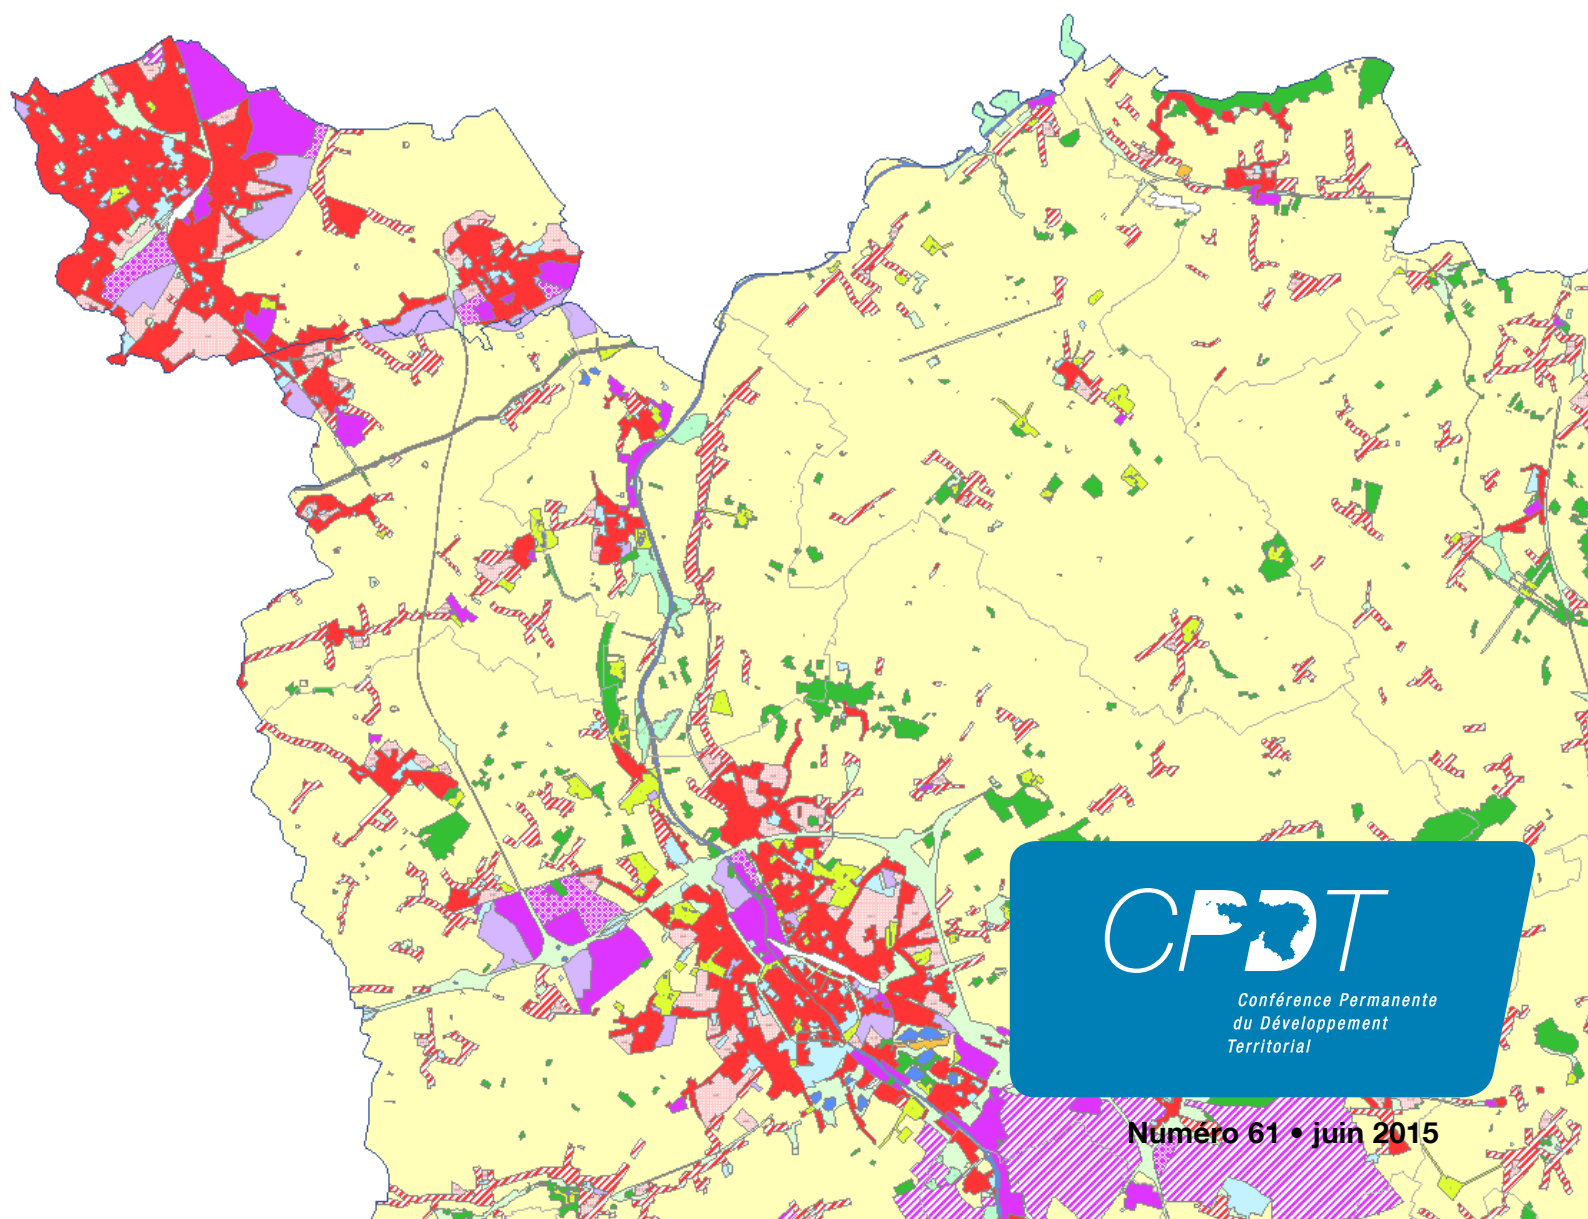 CPDT
Conférence Permanente
du Développement
Territorial
Numéro 61 • juin 2015